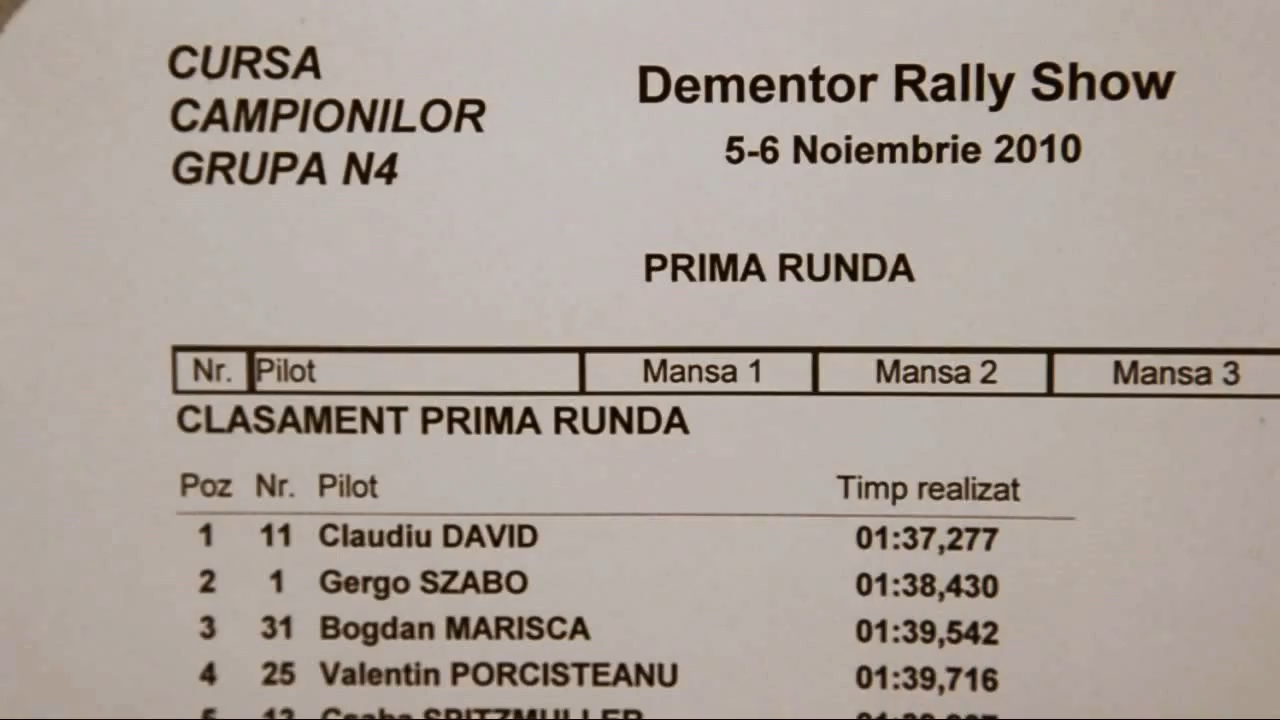 CURSA
CAMPIONILOR
GRUPA N4
Dementor Rally Show
5-6 Noiembrie 2010
PRIMA RUNDA
Nr. Pilot Mansa 1 Mansa 2 Mansa 3
CLASAMENT PRIMA RUNDA
Poz Nr. Pilot Timp realizat
1 11 Claudiu DAVID 01:37,277
2 1 Gergo SZABO 01:38,430
3 31 Bogdan MARISCA 01:39,542
4 25 Valentin PORCISTEANU 01:39,716
5 Csaba SPITZMULLER